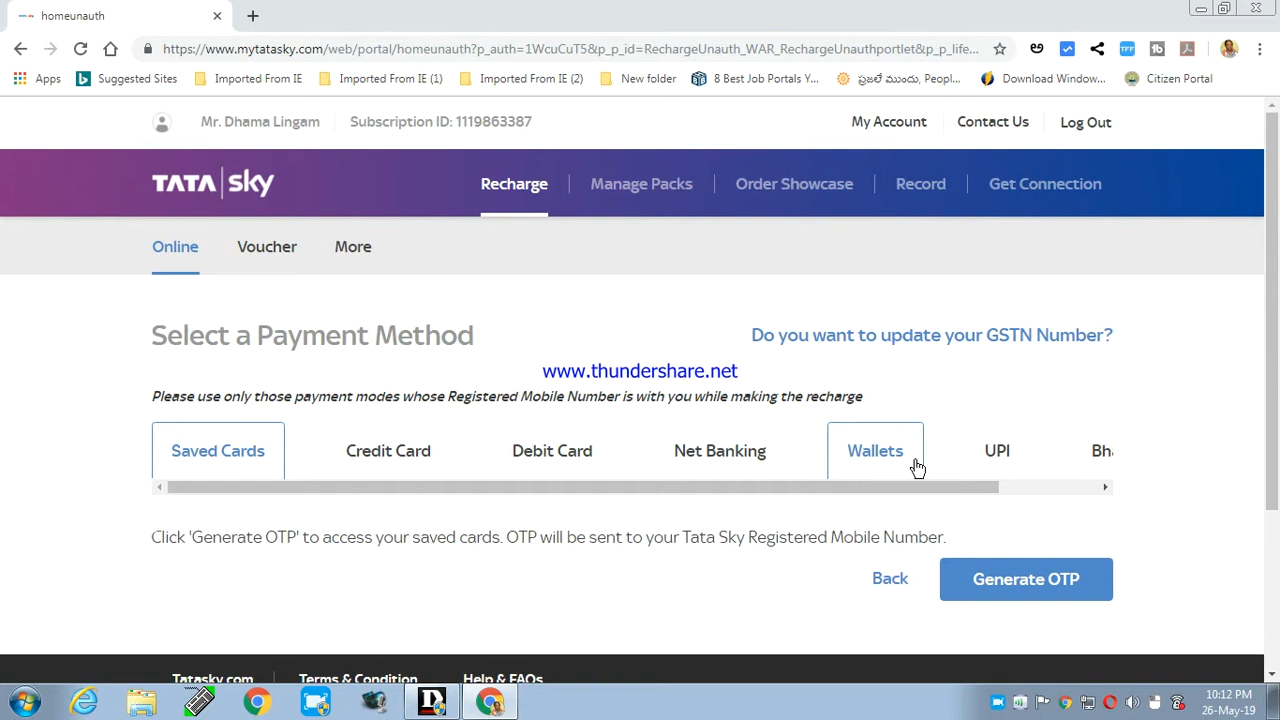 homeunauth
https://www.mytatasky.com/web/portal/homeunauth?p_auth=1WcuCuT5&p_p_id=RechargeUnauth_WAR_RechargeUnauthportlet&p_p_life...
Apps Suggested Sites Imported From IE Imported From IE (1) Imported From IE (2) New folder 8 Best Job Portals Y... ప్రజలే ముందు, Peopl... Download Window... Citizen Portal
Mr. Dhama Lingam Subscription ID: 1119863387 My Account Contact Us Log Out
TATA sky Recharge Manage Packs Order Showcase Record Get Connection
Online Voucher More
Select a Payment Method Do you want to update your GSTN Number?
www.thundershare.net
Please use only those payment modes whose Registered Mobile Number is with you while making the recharge
Saved Cards Credit Card Debit Card Net Banking Wallets UPI Bha
Click 'Generate OTP' to access your saved cards. OTP will be sent to your Tata Sky Registered Mobile Number.
Back Generate OTP
Tatasky.com Terms & Condition Help & FAQs
10:12 PM
26-May-19